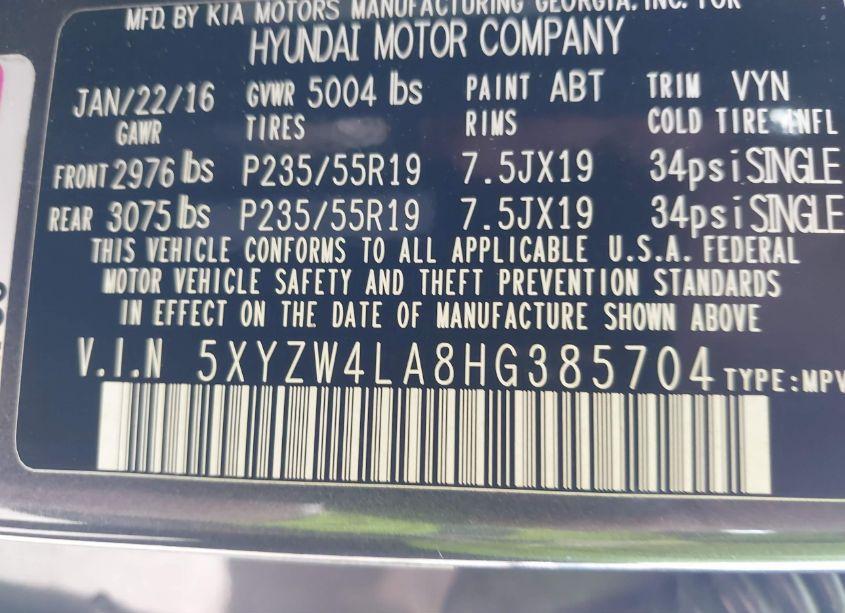 MFD. BY KIA MOTORS MANUFACTURING GEORGIA, INC. FOR
HYUNDAI MOTOR COMPANY
JAN/22/16 GVWR 5004 lbs PAINT ABT TRIM VYN
GAWR TIRES RIMS COLD TIRE INFL
FRONT 2976 lbs P235/55R19 7.5JX19 34psi SINGLE
REAR 3075 lbs P235/55R19 7.5JX19 34psi SINGLE
THIS VEHICLE CONFORMS TO ALL APPLICABLE U.S.A. FEDERAL
MOTOR VEHICLE SAFETY AND THEFT PREVENTION STANDARDS
IN EFFECT ON THE DATE OF MANUFACTURE SHOWN ABOVE
V.I.N 5XYZW4LA8HG385704 TYPE:MPV